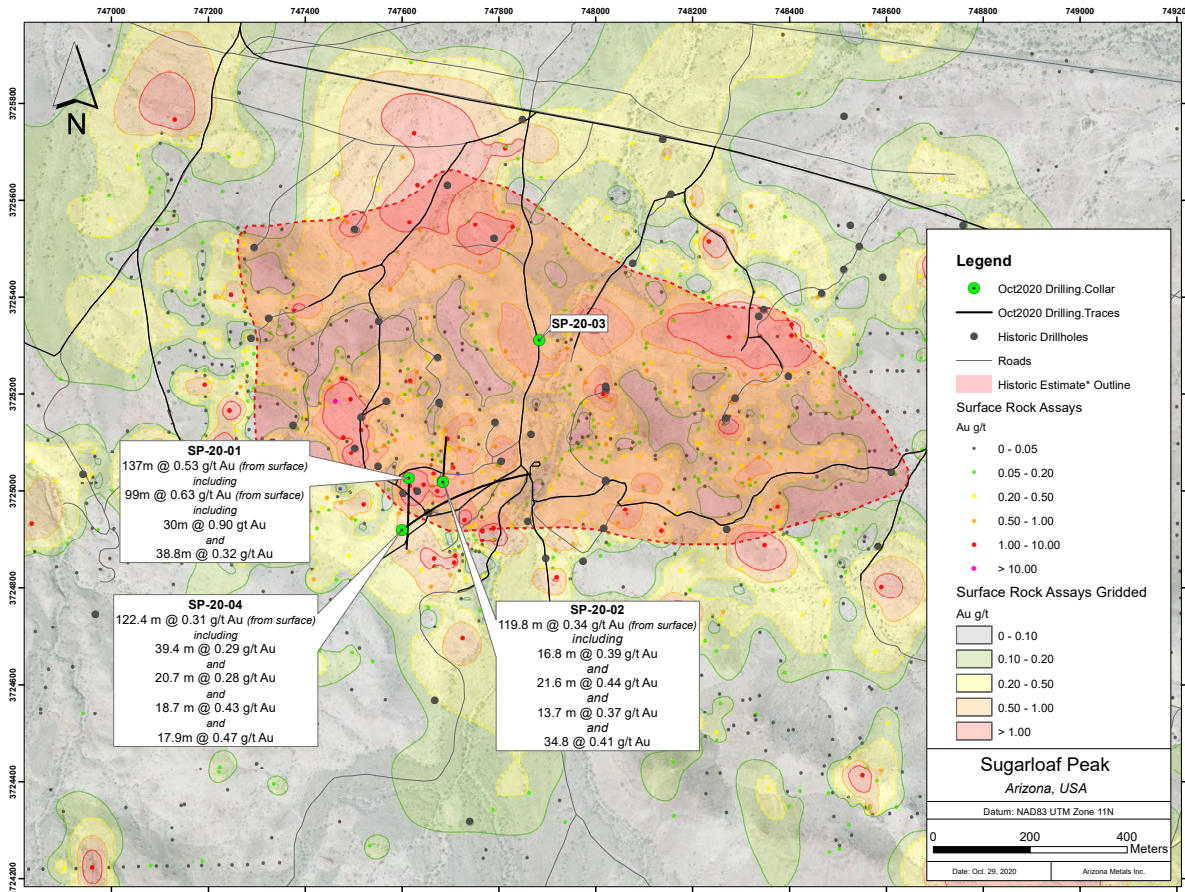 747000 747200 747400 747600 747800 748000 748200 748400 748600 748800 749000 74920
3725800
3725600
3725400
3725200
3725000
3724800
3724600
3724400
3724200
N
SP-20-03
SP-20-01
137m @ 0.53 g/t Au (from surface)
including
99m @ 0.63 g/t Au (from surface)
including
30m @ 0.90 gt Au
and
38.8m @ 0.32 g/t Au
SP-20-04
122.4 m @ 0.31 g/t Au (from surface)
including
39.4 m @ 0.29 g/t Au
and
20.7 m @ 0.28 g/t Au
and
18.7 m @ 0.43 g/t Au
and
17.9m @ 0.47 g/t Au
SP-20-02
119.8 m @ 0.34 g/t Au (from surface)
including
16.8 m @ 0.39 g/t Au
and
21.6 m @ 0.44 g/t Au
and
13.7 m @ 0.37 g/t Au
and
34.8 @ 0.41 g/t Au
Legend
Oct2020 Drilling.Collar
Oct2020 Drilling.Traces
Historic Drillholes
Roads
Historic Estimate* Outline
Surface Rock Assays
Au g/t
0 - 0.05
0.05 - 0.20
0.20 - 0.50
0.50 - 1.00
1.00 - 10.00
> 10.00
Surface Rock Assays Gridded
Au g/t
0 - 0.10
0.10 - 0.20
0.20 - 0.50
0.50 - 1.00
> 1.00
Sugarloaf Peak
Arizona, USA
Datum: NAD83 UTM Zone 11N
0 200 400
Meters
Date: Oct. 29, 2020 Arizona Metals Inc.